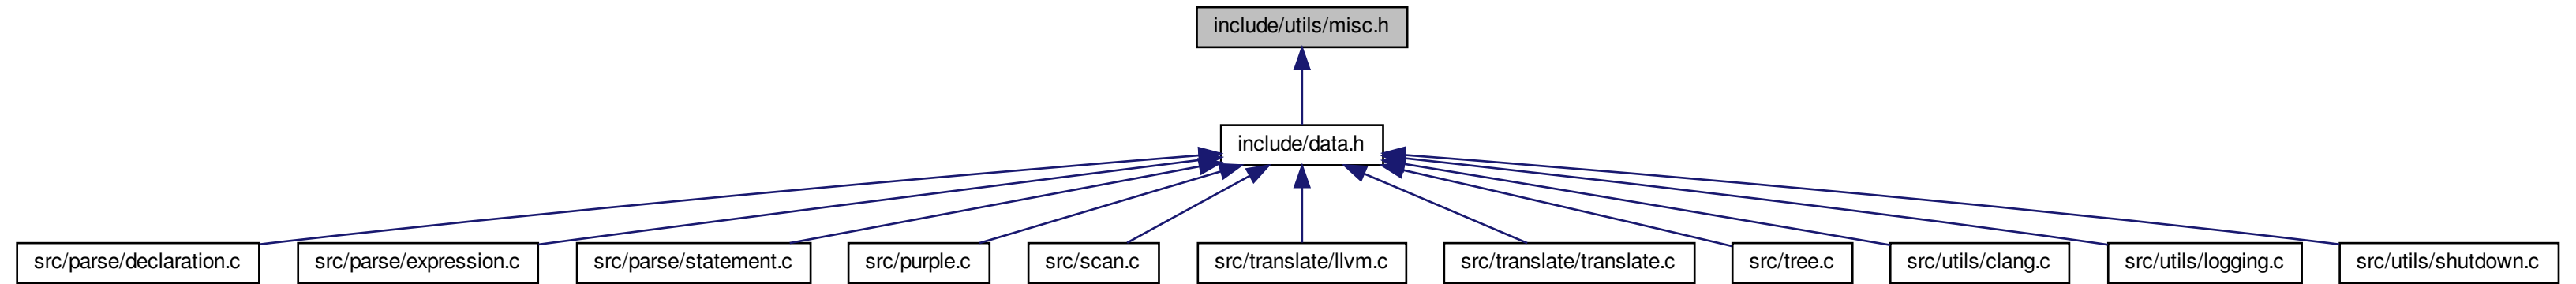 include/utils/misc.h
include/data.h
src/parse/declaration.c
src/parse/expression.c
src/parse/statement.c
src/purple.c
src/scan.c
src/translate/llvm.c
src/translate/translate.c
src/tree.c
src/utils/clang.c
src/utils/logging.c
src/utils/shutdown.c